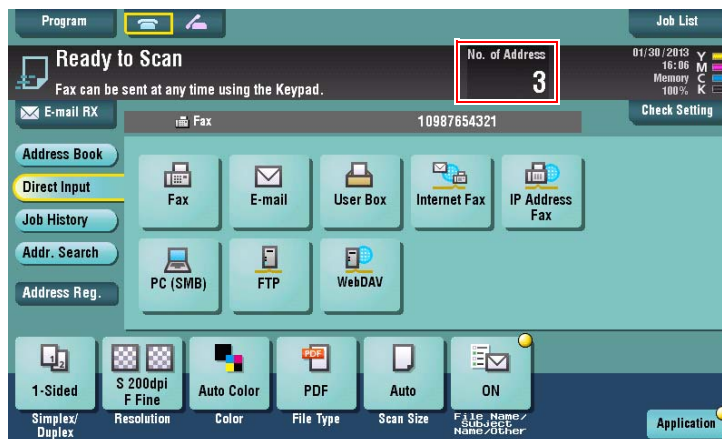 Program
Job List
Ready to Scan
No. of Address
3
Fax can be sent at any time using the Keypad.
01/30/2013
16:06
Memory
100%
Y
M
C
K
E-mail RX
Fax
10987654321
Check Setting
Address Book
Direct Input
Job History
Addr. Search
Address Reg.
Fax
E-mail
User Box
Internet Fax
IP Address
Fax
PC (SMB)
FTP
WebDAV
1-Sided
S 200dpi
F Fine
Auto Color
PDF
PDF
Auto
ON
Simplex/
Duplex
Resolution
Color
File Type
Scan Size
File Name/
Subject
Name/Other
Application